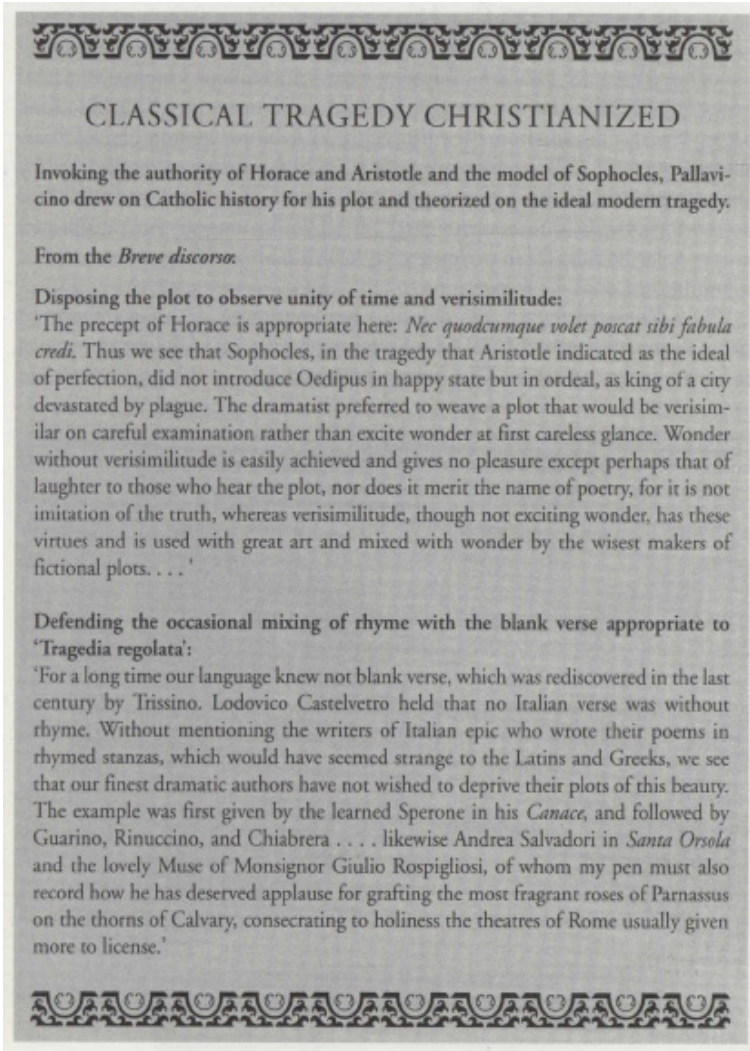 CLASSICAL TRAGEDY CHRISTIANIZED
Invoking the authority of Horace and Aristotle and the model of Sophocles, Pallavi-
cino drew on Catholic history for his plot and theorized on the ideal modern tragedy.
From the Breve discorso:
Disposing the plot to observe unity of time and verisimilitude:
'The precept of Horace is appropriate here: Nec quodcumque volet poscat sibi fabula
credi. Thus we see that Sophocles, in the tragedy that Aristotle indicated as the ideal
of perfection, did not introduce Oedipus in happy state but in ordeal, as king of a city
devastated by plague. The dramatist preferred to weave a plot that would be verisim-
ilar on careful examination rather than excite wonder at first careless glance. Wonder
without verisimilitude is easily achieved and gives no pleasure except perhaps that of
laughter to those who hear the plot, nor does it merit the name of poetry, for it is not
imitation of the truth, whereas verisimilitude, though not exciting wonder, has these
virtues and is used with great art and mixed with wonder by the wisest makers of
fictional plots. . . . '
Defending the occasional mixing of rhyme with the blank verse appropriate to
'Tragedia regolata':
'For a long time our language knew not blank verse, which was rediscovered in the last
century by Trissino. Lodovico Castelvetro held that no Italian verse was without
rhyme. Without mentioning the writers of Italian epic who wrote their poems in
rhymed stanzas, which would have seemed strange to the Latins and Greeks, we see
that our finest dramatic authors have not wished to deprive their plots of this beauty.
The example was first given by the learned Sperone in his Canace, and followed by
Guarino, Rinuccino, and Chiabrera . . . . likewise Andrea Salvadori in Santa Orsola
and the lovely Muse of Monsignor Giulio Rospigliosi, of whom my pen must also
record how he has deserved applause for grafting the most fragrant roses of Parnassus
on the thorns of Calvary, consecrating to holiness the theatres of Rome usually given
more to license.'